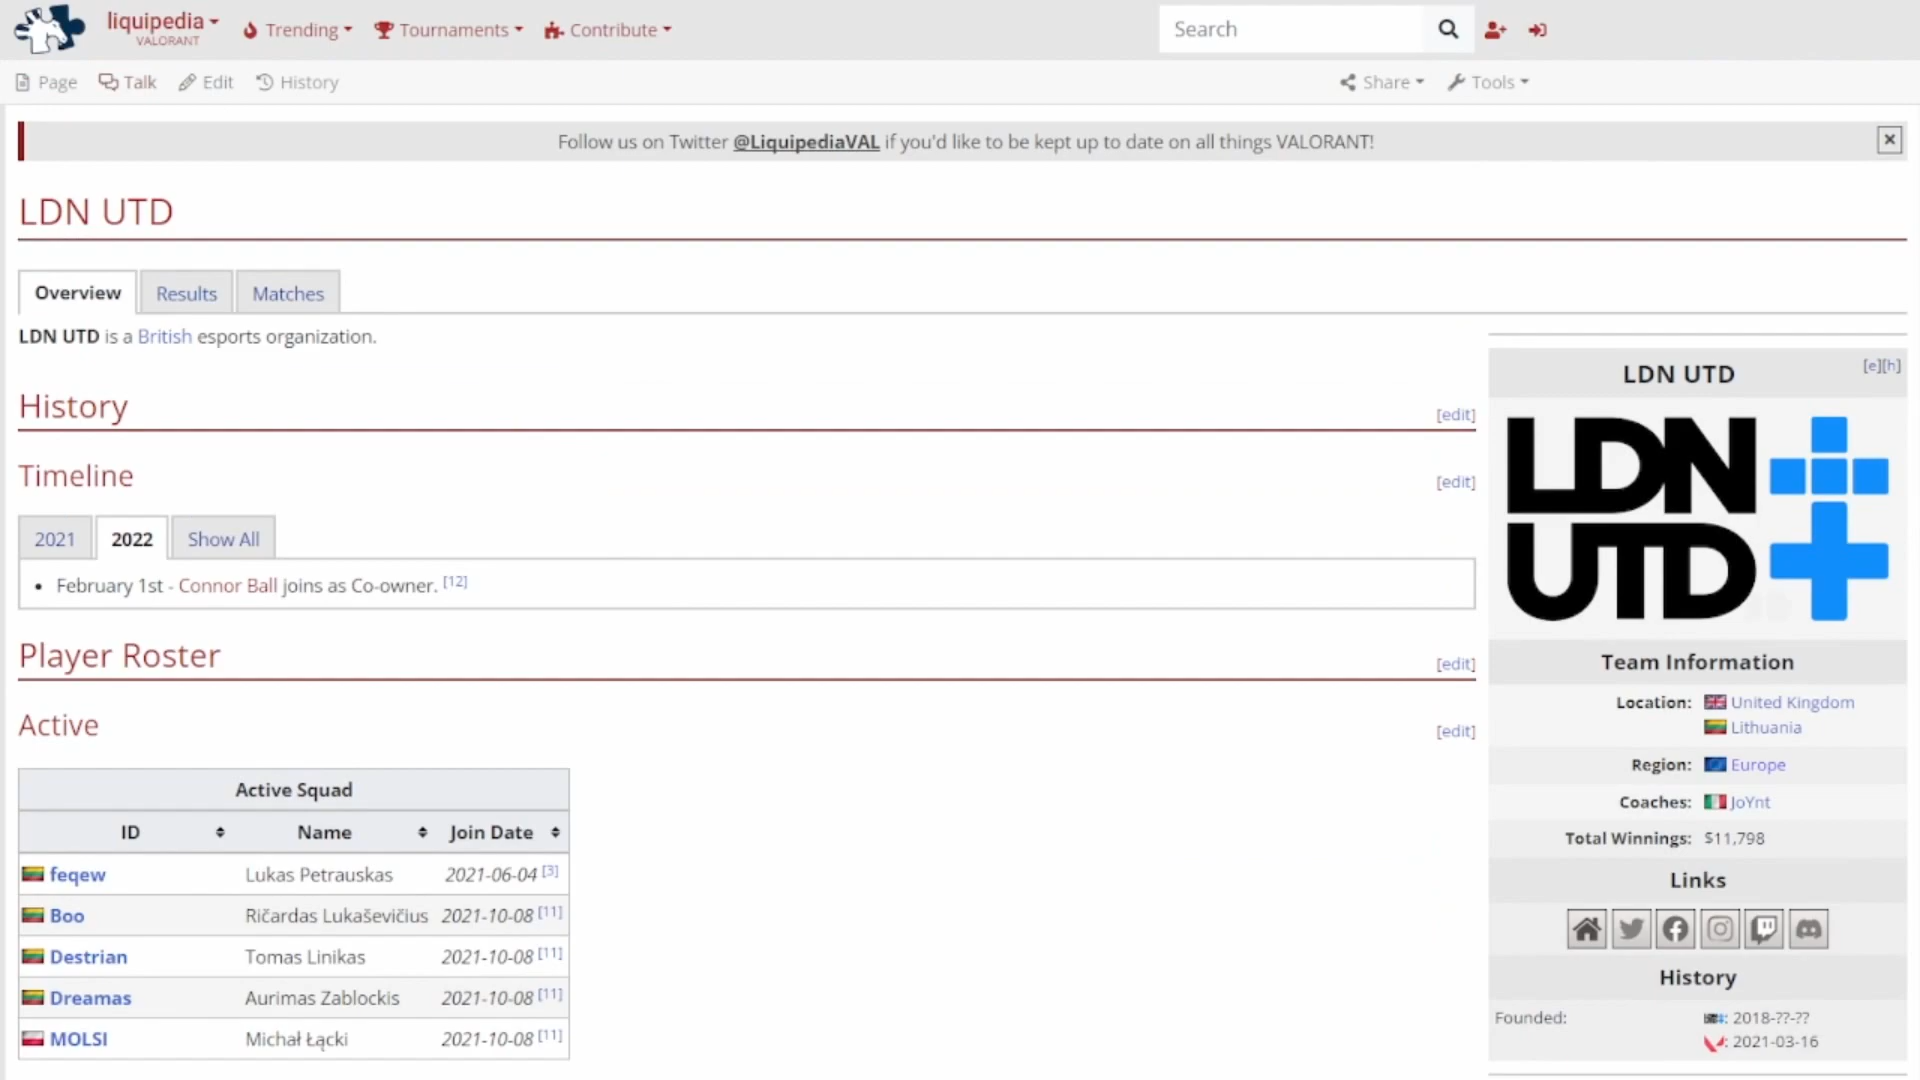 liquipedia
VALORANT
Trending
Tournaments
Contribute
Search
Page
Talk
Edit
History
Share
Tools
Follow us on Twitter @LiquipediaVAL if you'd like to be kept up to date on all things VALORANT!
LDN UTD
Overview
Results
Matches
LDN UTD is a British esports organization.
History
[edit]
Timeline
[edit]
2021
2022
Show All
• February 1st - Connor Ball joins as Co-owner. [12]
Player Roster
[edit]
Active
[edit]
Active Squad
ID Name Join Date
feqew Lukas Petrauskas 2021-06-04 [3]
Boo Ričardas Lukaševičius 2021-10-08 [11]
Destrian Tomas Linikas 2021-10-08 [11]
Dreamas Aurimas Zablockis 2021-10-08 [11]
MOLSI Michał Łącki 2021-10-08 [11]
LDN UTD
[e][h]
LDN
UTD
Team Information
Location: United Kingdom
Lithuania
Region: Europe
Coaches: JoYnt
Total Winnings: $11,798
Links
History
Founded: : 2018-??-??
: 2021-03-16